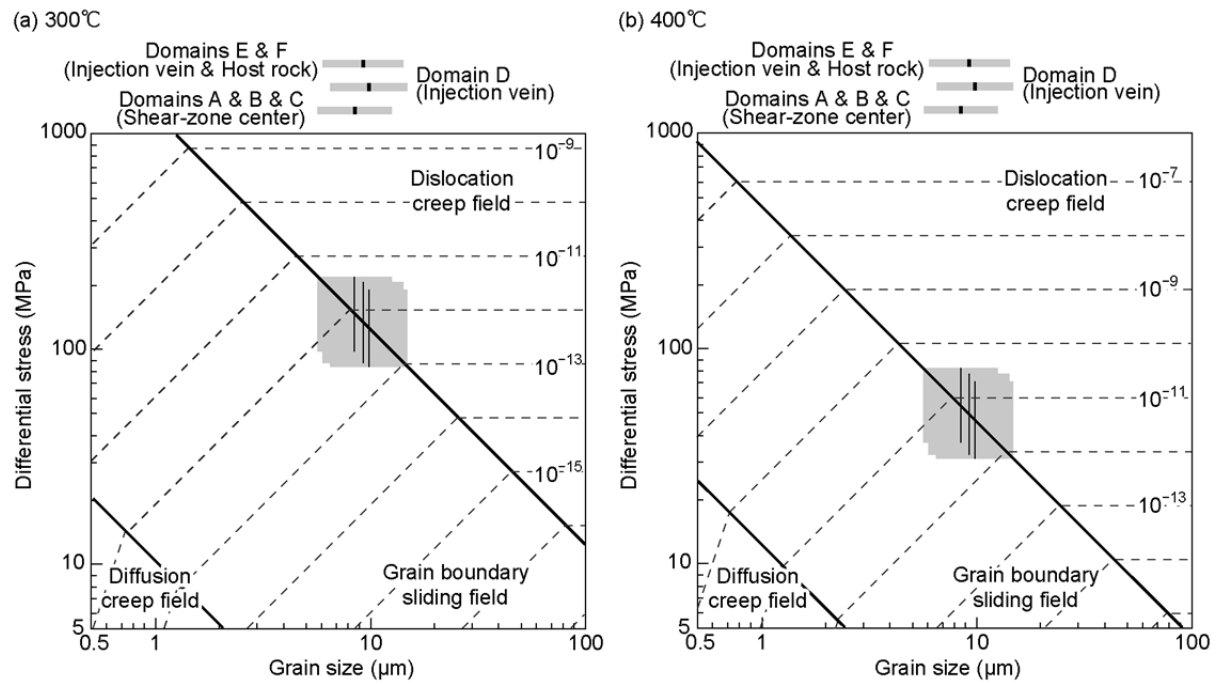 (a) 300℃
Domains E & F
(Injection vein & Host rock)
Domain D
(Injection vein)
Domains A & B & C
(Shear-zone center)
1000
100
10
5
Differential stress (MPa)
Dislocation
creep field
10⁻⁹
10⁻¹¹
10⁻¹³
10⁻¹⁵
Diffusion
creep field
Grain boundary
sliding field
0.5
1
10
100
Grain size (µm)
(b) 400℃
Domains E & F
(Injection vein & Host rock)
Domain D
(Injection vein)
Domains A & B & C
(Shear-zone center)
1000
100
10
5
Differential stress (MPa)
Dislocation
creep field
10⁻⁷
10⁻⁹
10⁻¹¹
10⁻¹³
Diffusion
creep field
Grain boundary
sliding field
0.5
1
10
100
Grain size (µm)